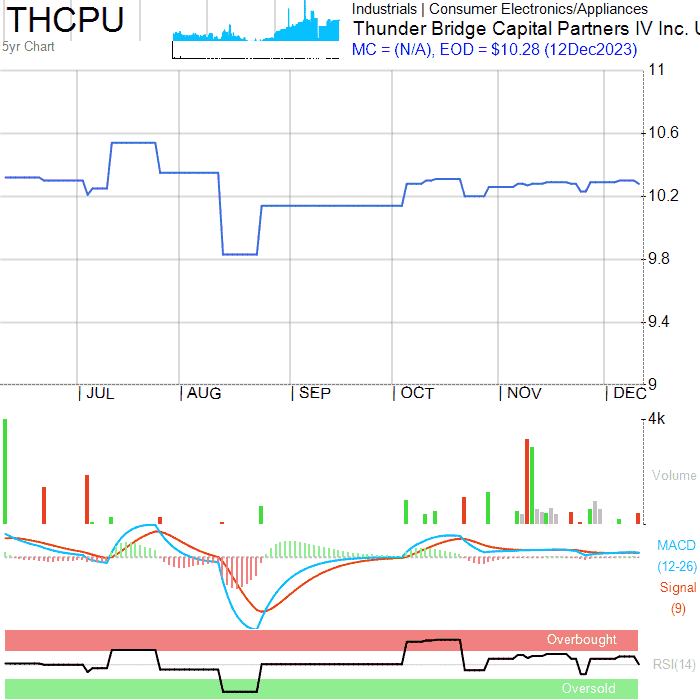 THCPU
5yr Chart
Industrials | Consumer Electronics/Appliances
Thunder Bridge Capital Partners IV Inc. U
MC = (N/A), EOD = $10.28 (12Dec2023)
11
10.6
10.2
9.8
9.4
9
| JUL | AUG | SEP | OCT | NOV | DEC
4k
Volume
MACD
(12-26)
Signal
(9)
Overbought
RSI(14)
Oversold